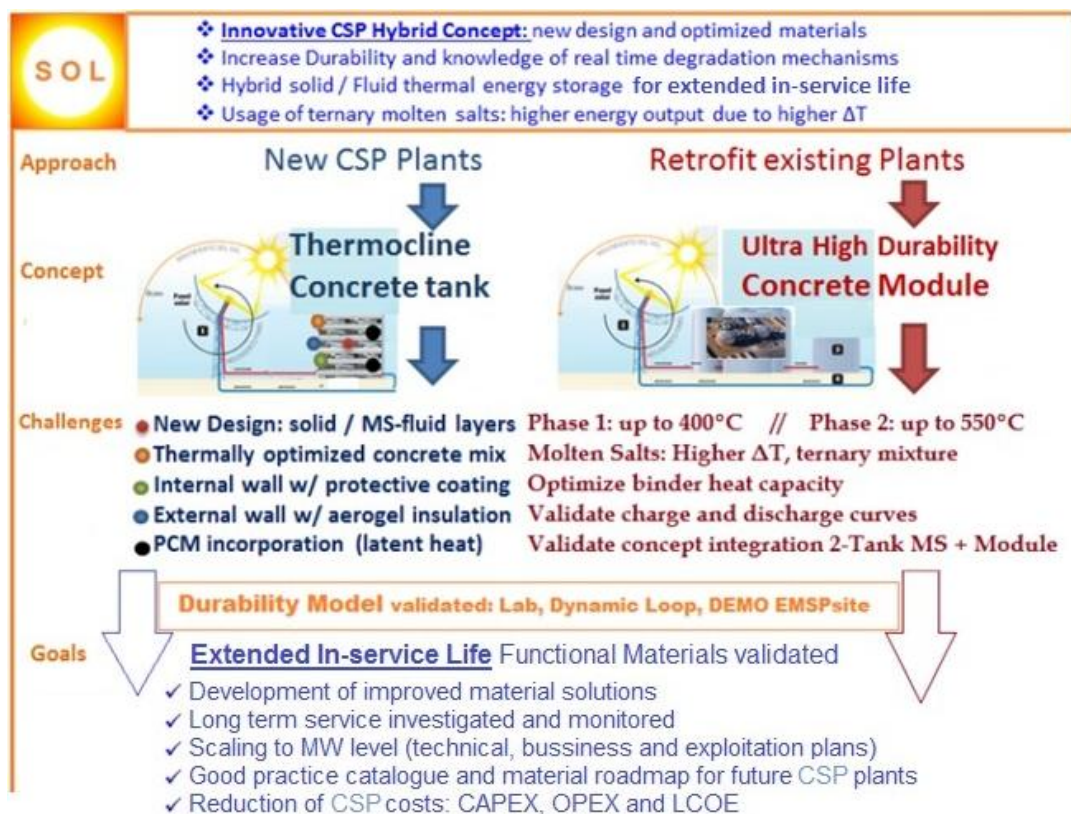 SOL
❖ Innovative CSP Hybrid Concept: new design and optimized materials
❖ Increase Durability and knowledge of real time degradation mechanisms
❖ Hybrid solid / Fluid thermal energy storage for extended in-service life
❖ Usage of ternary molten salts: higher energy output due to higher ΔT
Approach
New CSP Plants
Retrofit existing Plants
Concept
Thermocline
Concrete tank
Ultra High Durability
Concrete Module
Challenges
New Design: solid / MS-fluid layers
Thermally optimized concrete mix
Internal wall w/ protective coating
External wall w/ aerogel insulation
PCM incorporation (latent heat)
Phase 1: up to 400°C // Phase 2: up to 550°C
Molten Salts: Higher ΔT, ternary mixture
Optimize binder heat capacity
Validate charge and discharge curves
Validate concept integration 2-Tank MS + Module
Durability Model validated: Lab, Dynamic Loop, DEMO EMSPsite
Goals
Extended In-service Life Functional Materials validated
✓ Development of improved material solutions
✓ Long term service investigated and monitored
✓ Scaling to MW level (technical, bussiness and exploitation plans)
✓ Good practice catalogue and material roadmap for future CSP plants
✓ Reduction of CSP costs: CAPEX, OPEX and LCOE